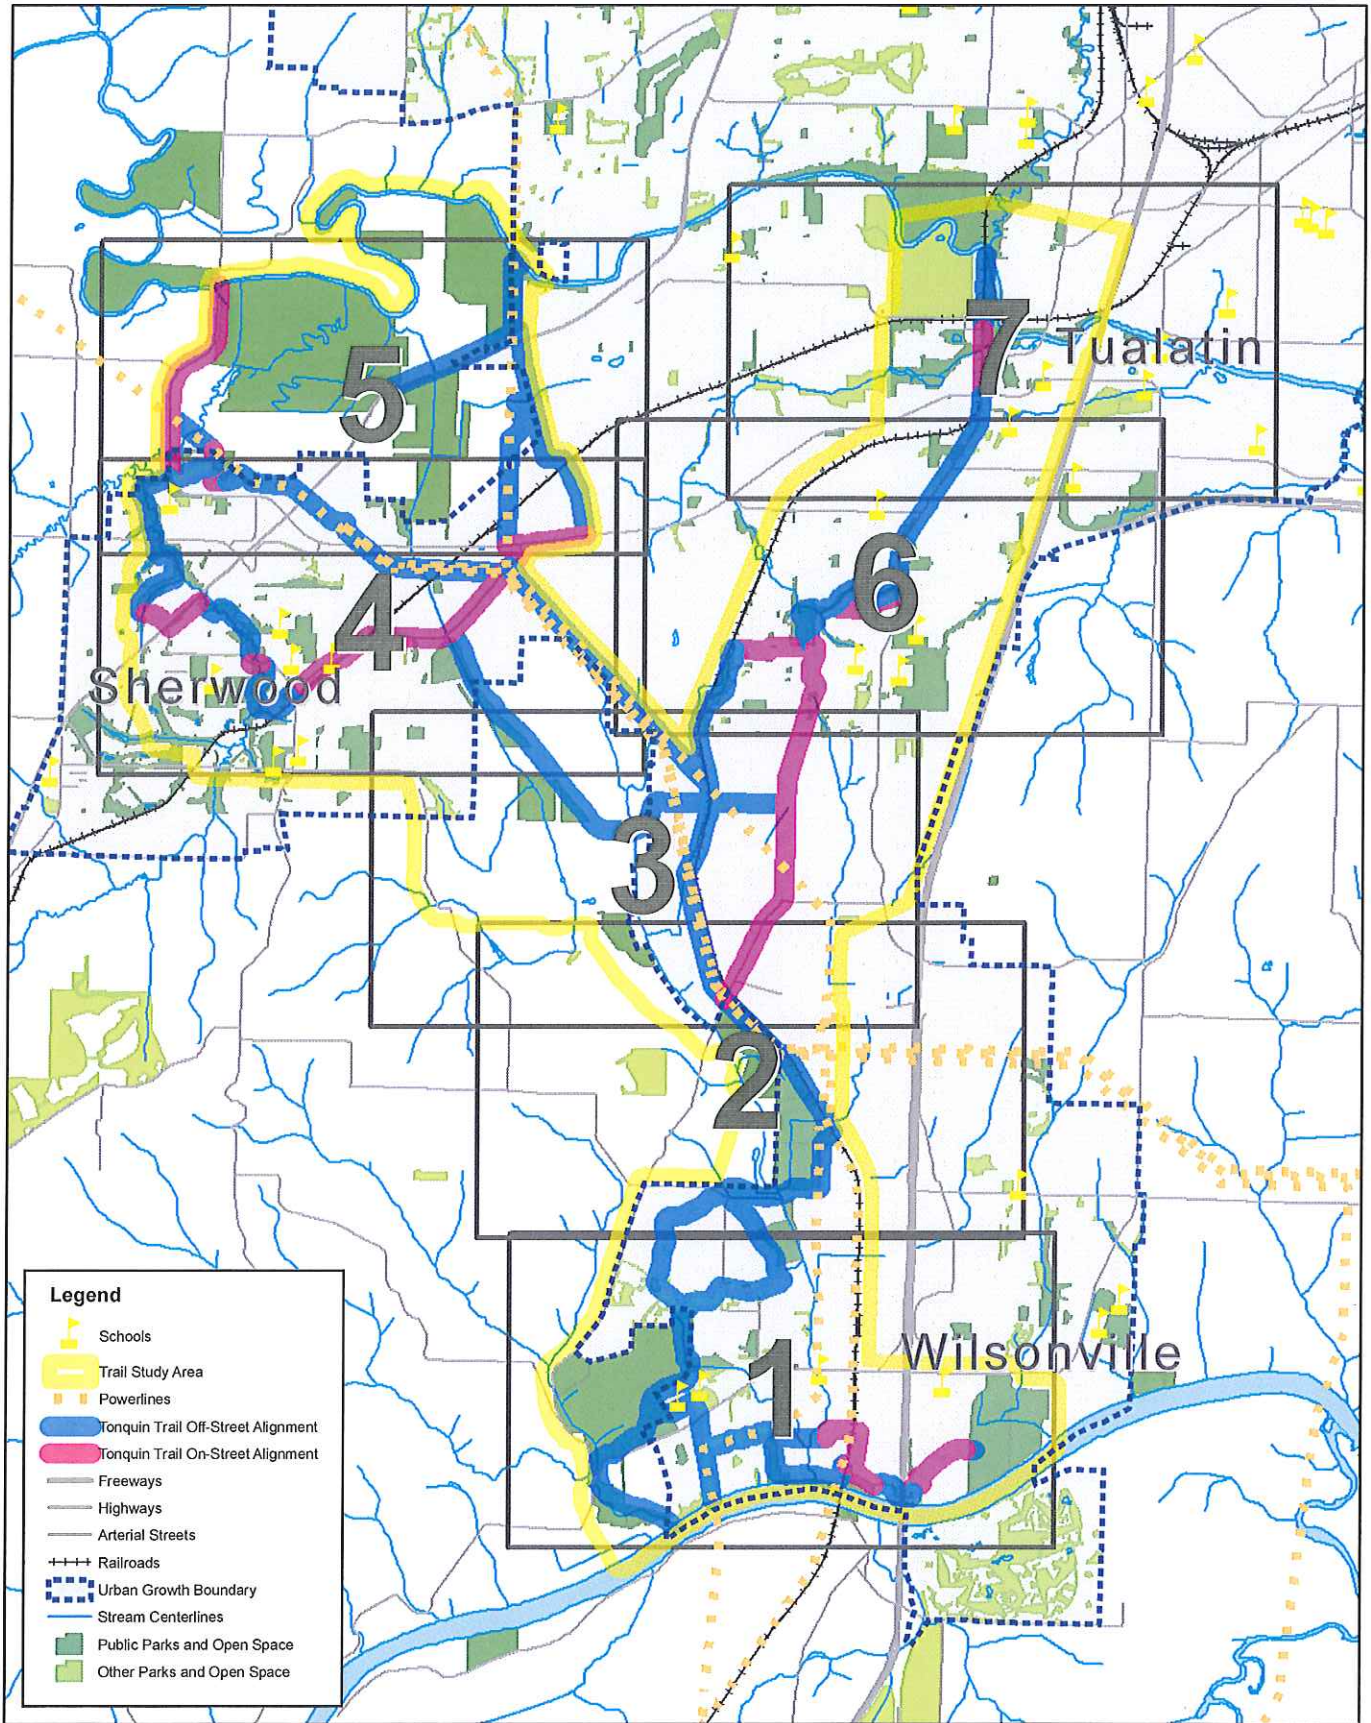 7
Tualatin
5
6
4
Sherwood
3
2
Wilsonville
1
Legend
Schools
Trail Study Area
Powerlines
Tonquin Trail Off-Street Alignment
Tonquin Trail On-Street Alignment
Freeways
Highways
Arterial Streets
Railroads
Urban Growth Boundary
Stream Centerlines
Public Parks and Open Space
Other Parks and Open Space